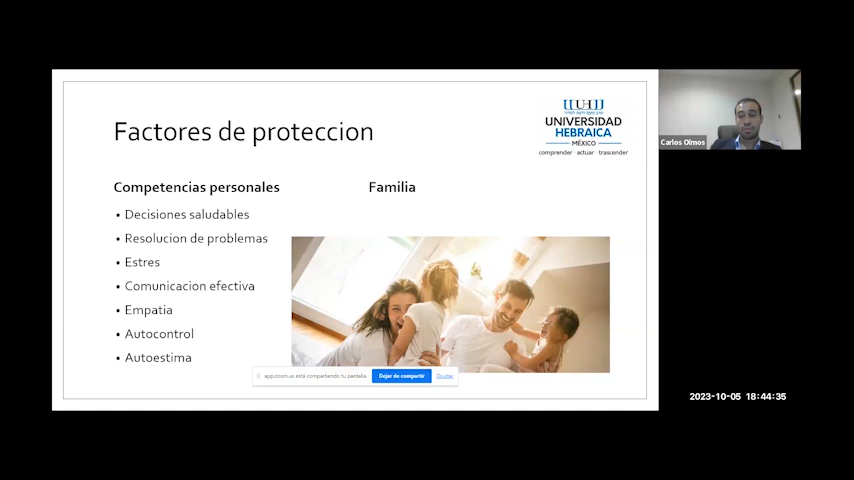 Factores de proteccion
UNIVERSIDAD
HEBRAICA
MÉXICO
comprender · actuar · trascender
Carlos Olmos
Competencias personales
Familia
• Decisiones saludables
• Resolucion de problemas
• Estres
• Comunicacion efectiva
• Empatia
• Autocontrol
• Autoestima
app.zoom.us está compartiendo tu pantalla.
Dejar de compartir
Ocultar
2023-10-05 18:44:35